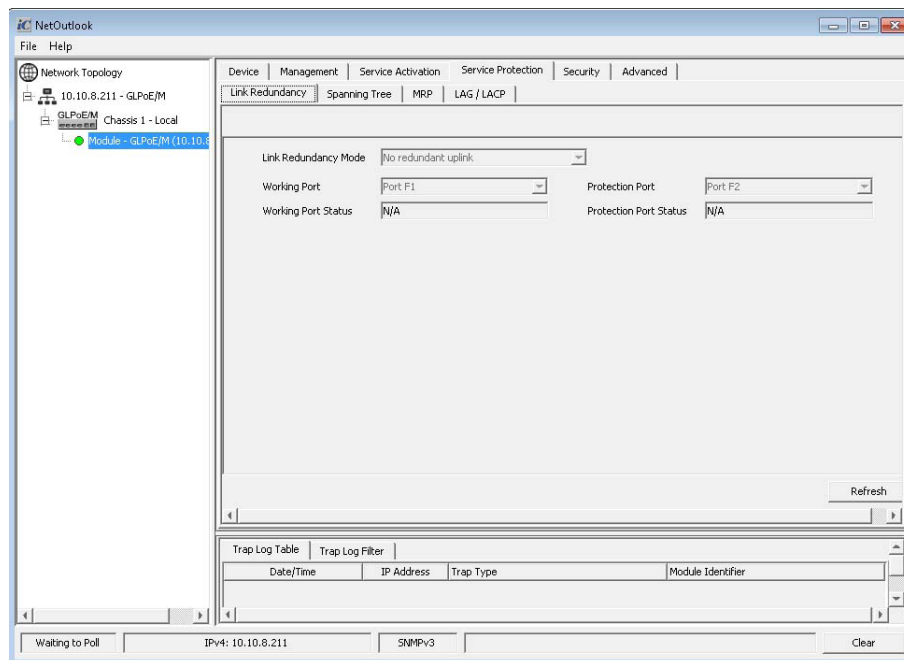 iC NetOutlook
File Help
Network Topology
10.10.8.211 - GLPoE/M
GLPoE/M Chassis 1 - Local
Module - GLPoE/M (10.10.8
Device Management Service Activation Service Protection Security Advanced
Link Redundancy Spanning Tree MRP LAG / LACP
Link Redundancy Mode No redundant uplink
Working Port Port F1 Protection Port Port F2
Working Port Status N/A Protection Port Status N/A
Refresh
Trap Log Table Trap Log Filter
Date/Time IP Address Trap Type Module Identifier
Waiting to Poll IPv4: 10.10.8.211 SNMPv3 Clear